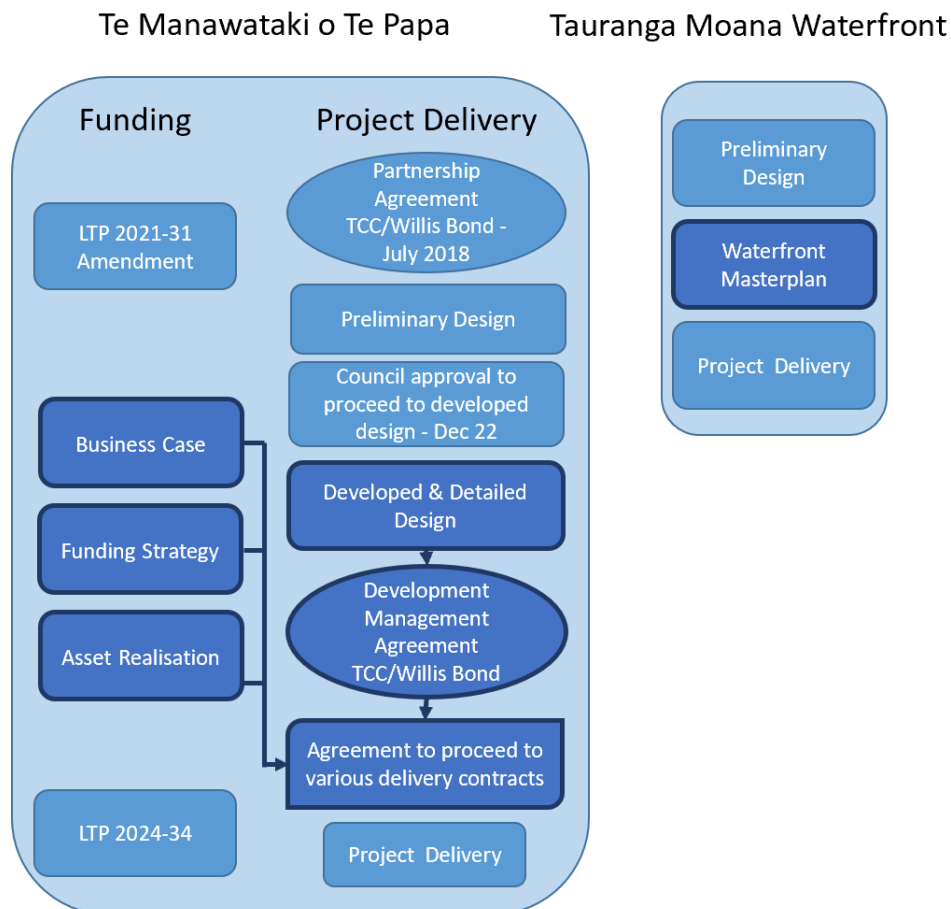 Te Manawataki o Te Papa
Tauranga Moana Waterfront
Funding
Project Delivery
LTP 2021-31
Amendment
Business Case
Funding Strategy
Asset Realisation
LTP 2024-34
Partnership
Agreement
TCC/Willis Bond -
July 2018
Preliminary Design
Council approval to
proceed to developed
design - Dec 22
Developed & Detailed
Design
Development
Management
Agreement
TCC/Willis Bond
Agreement to proceed to
various delivery contracts
Project Delivery
Preliminary
Design
Waterfront
Masterplan
Project Delivery